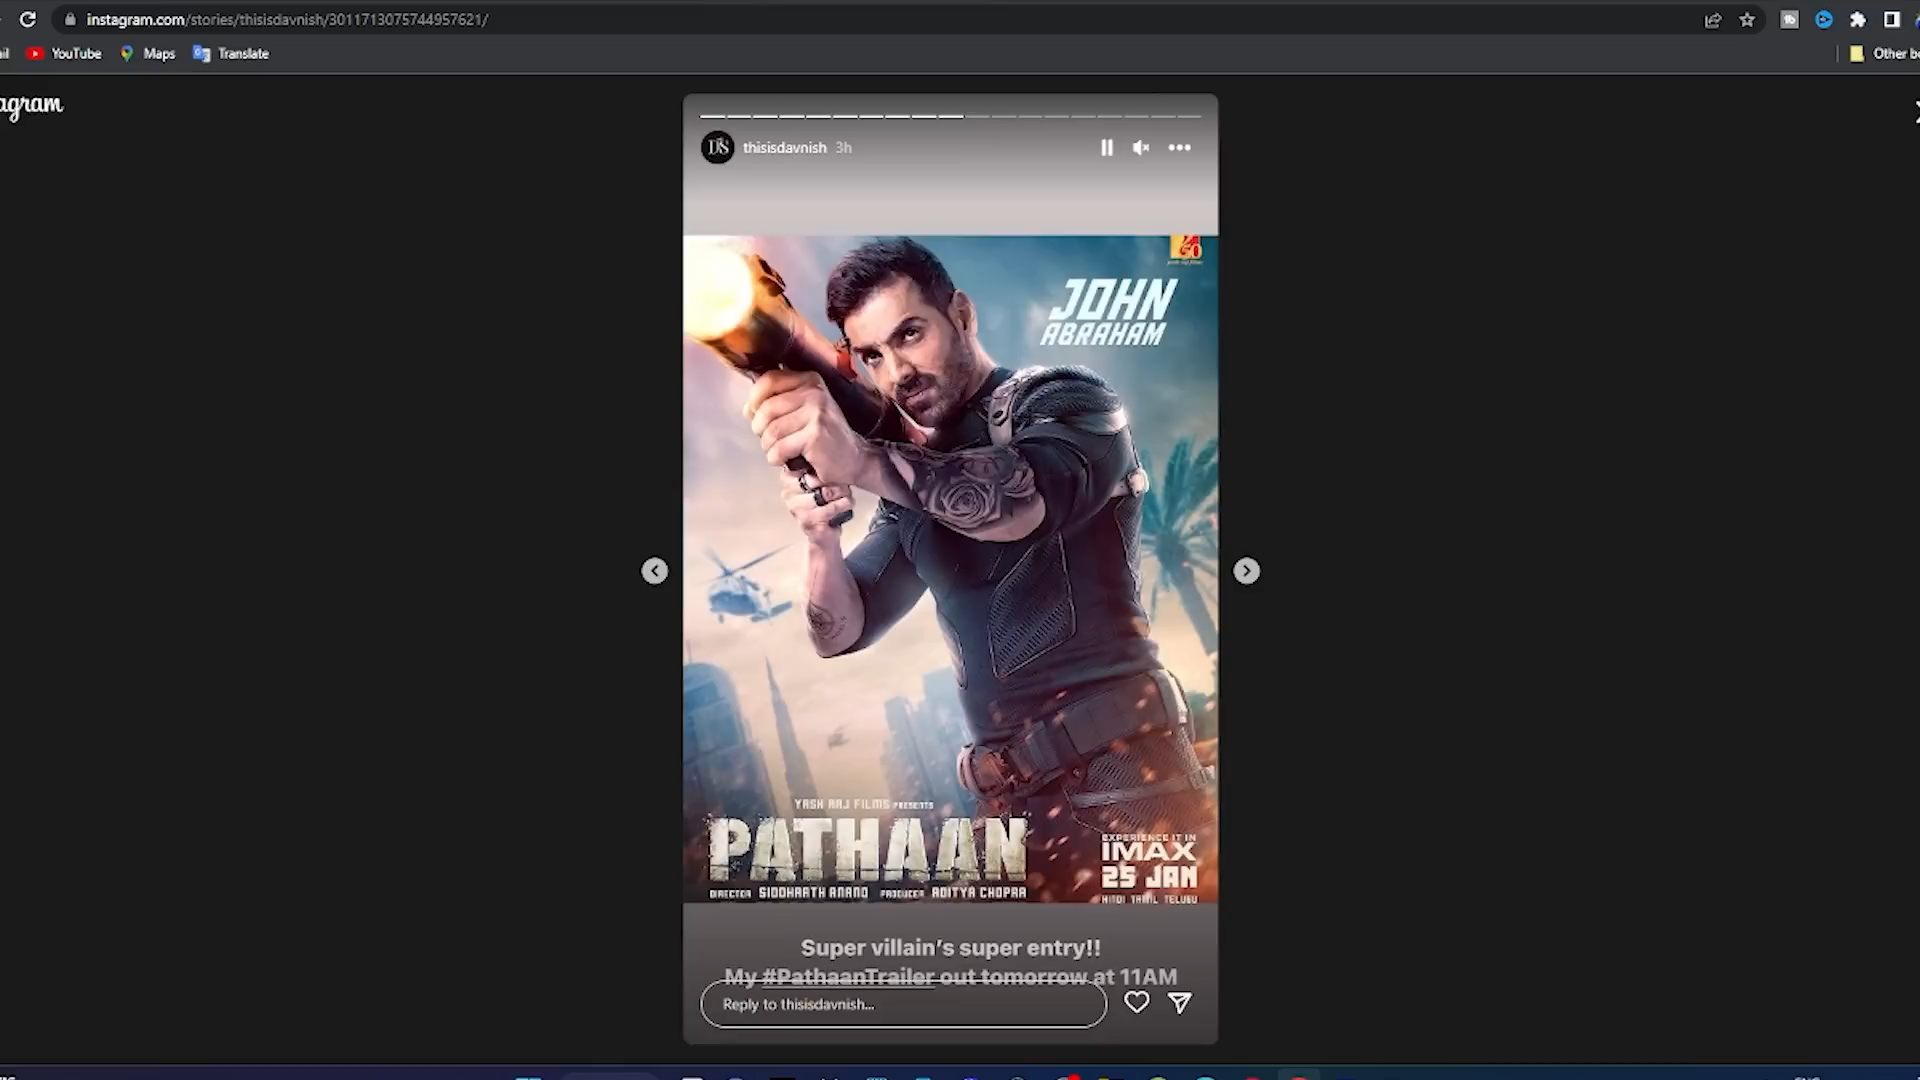 instagram.com/stories/thisisdavnish/3011713075744957621/
YouTube
Maps
Translate
Other
thisisdavnish 3h
50
JOHN
ABRAHAM
YASH RAJ FILMS PRESENTS
PATHAAN
DIRECTOR SIDDHARTH ANAND PRODUCER ADITYA CHOPRA
EXPERIENCE IT IN
IMAX
25 JAN
HINDI TAMIL TELUGU
Super villain's super entry!!
My #PathaanTrailer out tomorrow at 11AM
Reply to thisisdavnish...